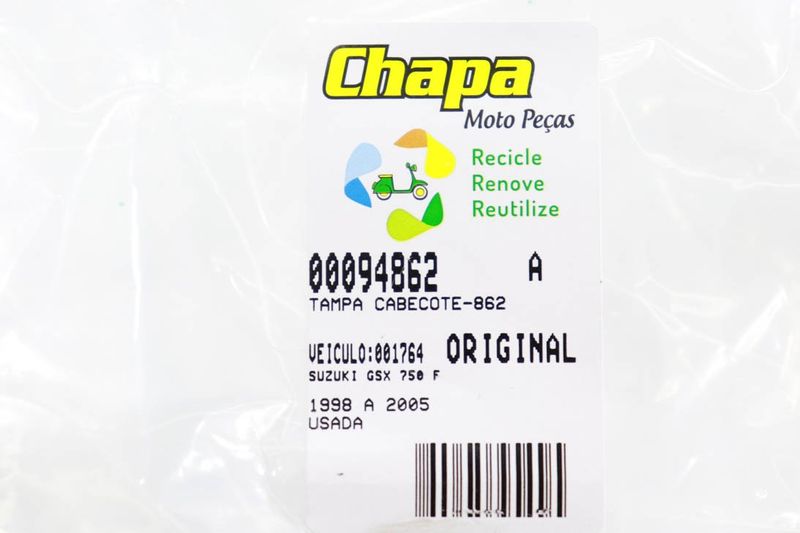 Chapa
Moto Peças
Recicle
Renove
Reutilize
00094862 A
TAMPA CABECOTE-862
VEICULO:001764 ORIGINAL
SUZUKI GSX 750 F
1998 A 2005
USADA